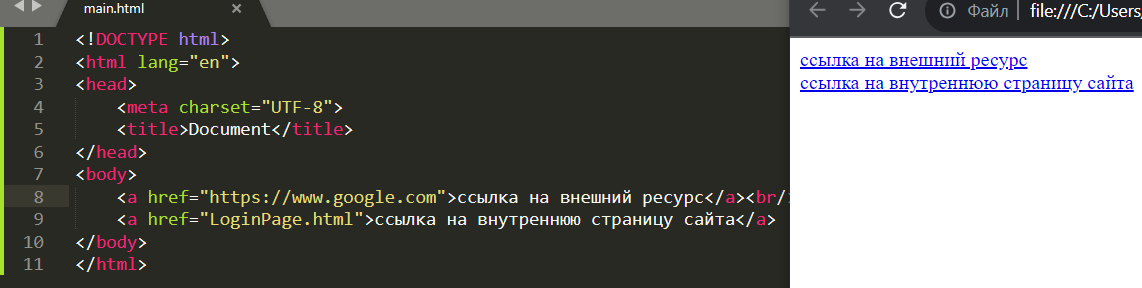 main.html ×
1 <!DOCTYPE html>
2 <html lang="en">
3 <head>
4     <meta charset="UTF-8">
5     <title>Document</title>
6 </head>
7 <body>
8     <a href="https://www.google.com">ссылка на внешний ресурс</a><br/>
9     <a href="LoginPage.html">ссылка на внутреннюю страницу сайта</a>
10 </body>
11 </html>
Файл | file:///C:/Users/
ссылка на внешний ресурс
ссылка на внутреннюю страницу сайта